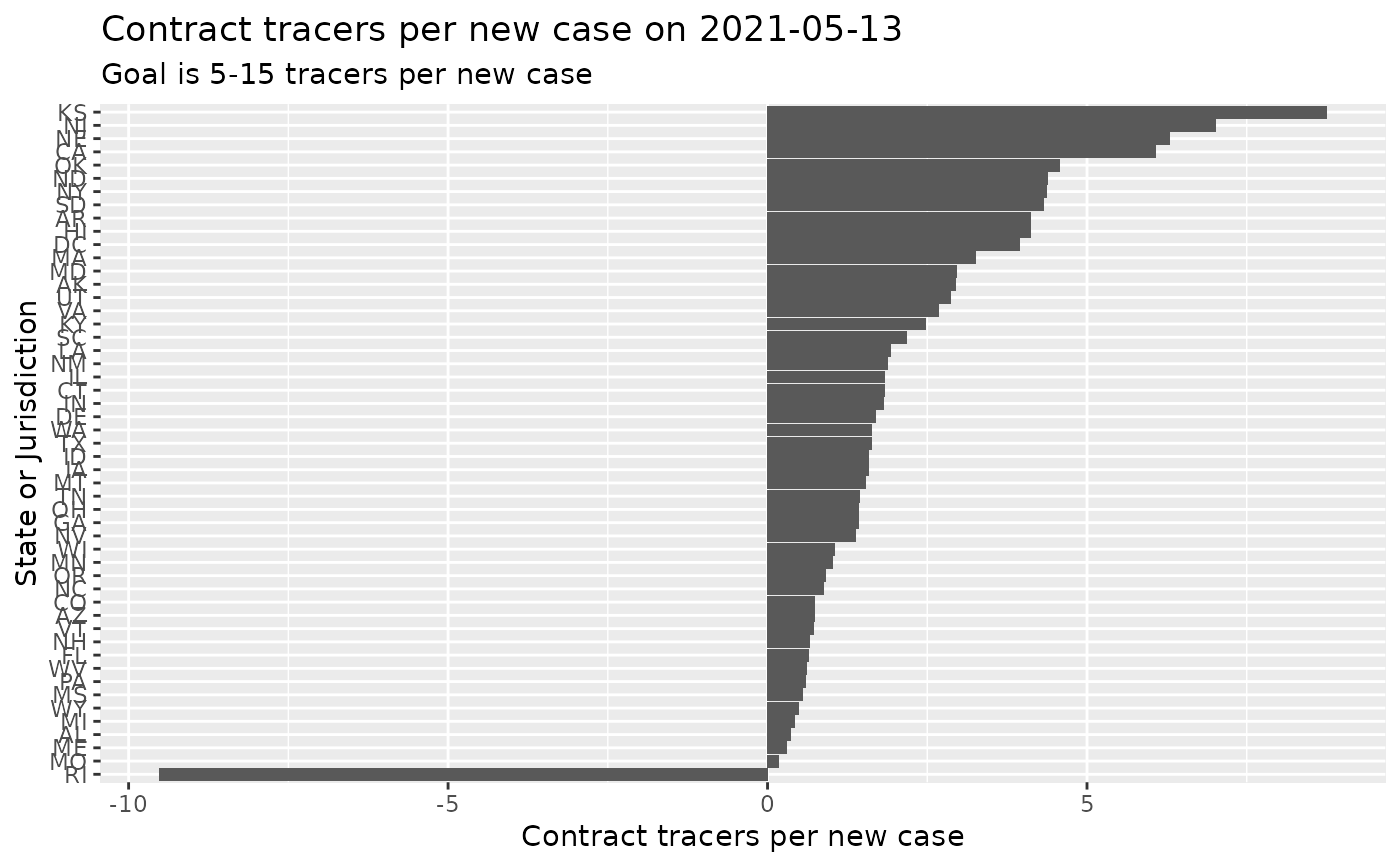 Contract tracers per new case on 2021-05-13
Goal is 5-15 tracers per new case
State or Jurisdiction
KS
NJ
NE
CA
OK
ND
NY
SD
AR
HI
DC
MA
MD
AK
UT
VA
KY
SC
LA
NM
IL
CT
IN
DE
WA
TX
ID
IA
MT
TN
OH
GA
NV
WI
MN
OR
NC
CO
AZ
VT
NH
FL
WV
PA
MS
WY
MI
AL
ME
MO
RI
-10 -5 0 5
Contract tracers per new case